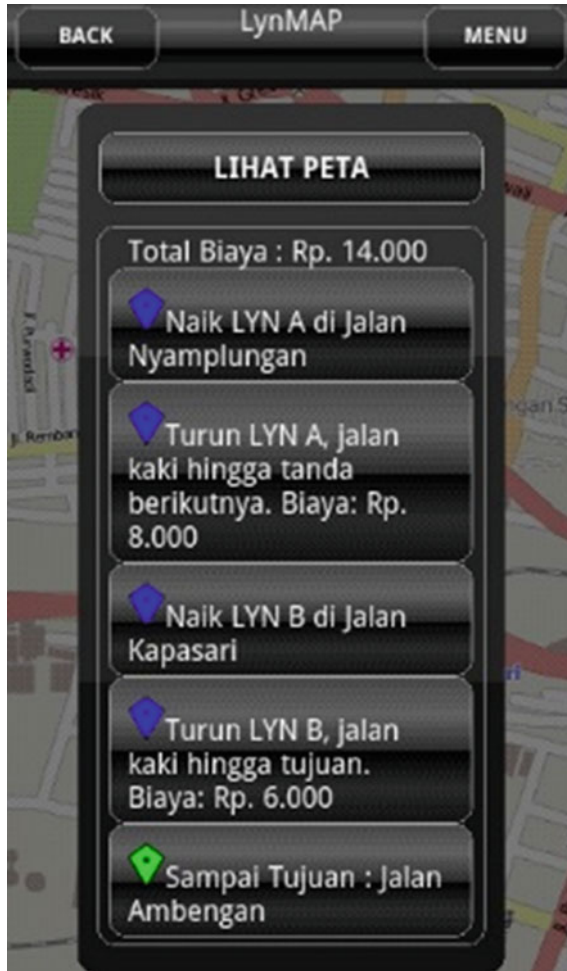 BACK
LynMAP
MENU
LIHAT PETA
Total Biaya : Rp. 14.000
Naik LYN A di Jalan
Nyamplungan
Turun LYN A, jalan
kaki hingga tanda
berikutnya. Biaya: Rp.
8.000
Naik LYN B di Jalan
Kapasari
Turun LYN B, jalan
kaki hingga tujuan.
Biaya: Rp. 6.000
Sampai Tujuan : Jalan
Ambengan